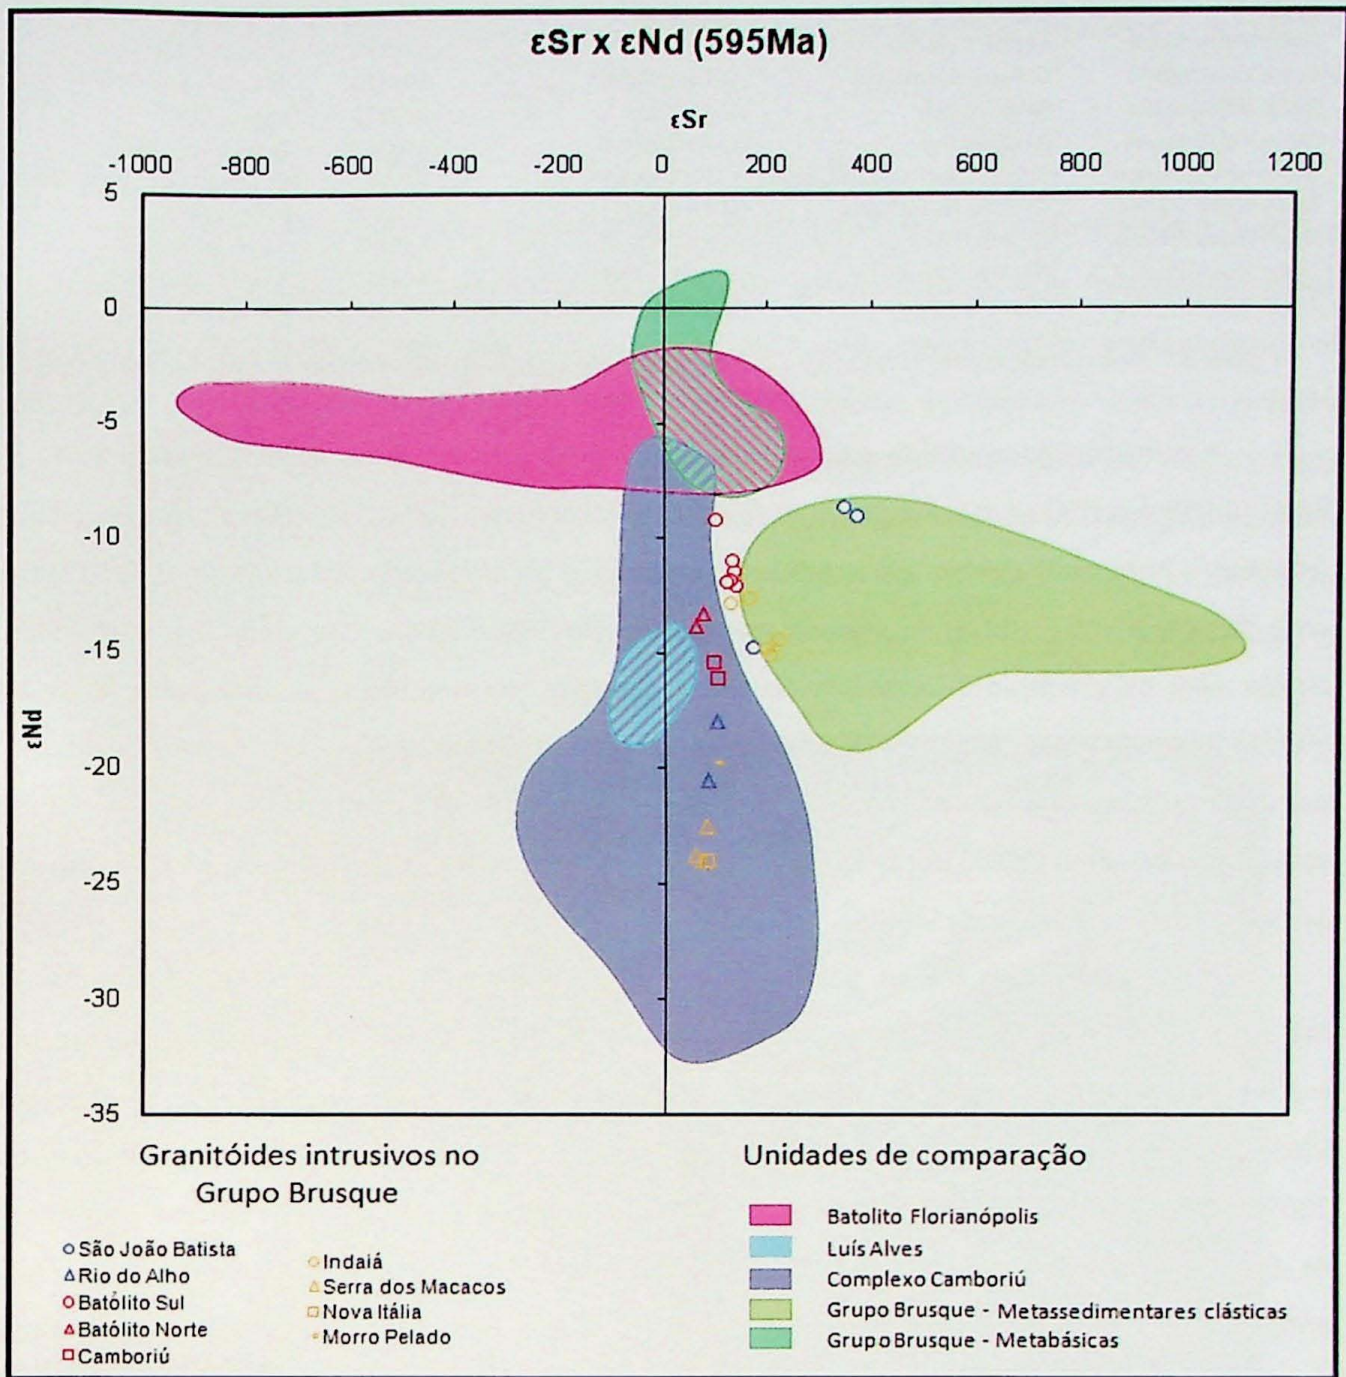 εSr x εNd (595Ma)
εSr
-1000 -800 -600 -400 -200 0 200 400 600 800 1000 1200
5
0
-5
-10
-15
-20
-25
-30
-35
εNd
Granitóides intrusivos no
Grupo Brusque
São João Batista
Rio do Alho
Batólito Sul
Batólito Norte
Camboriú
Indaiá
Serra dos Macacos
Nova Itália
Morro Pelado
Unidades de comparação
Batolito Florianópolis
Luís Alves
Complexo Camboriú
Grupo Brusque - Metassedimentares clásticas
Grupo Brusque - Metabásicas